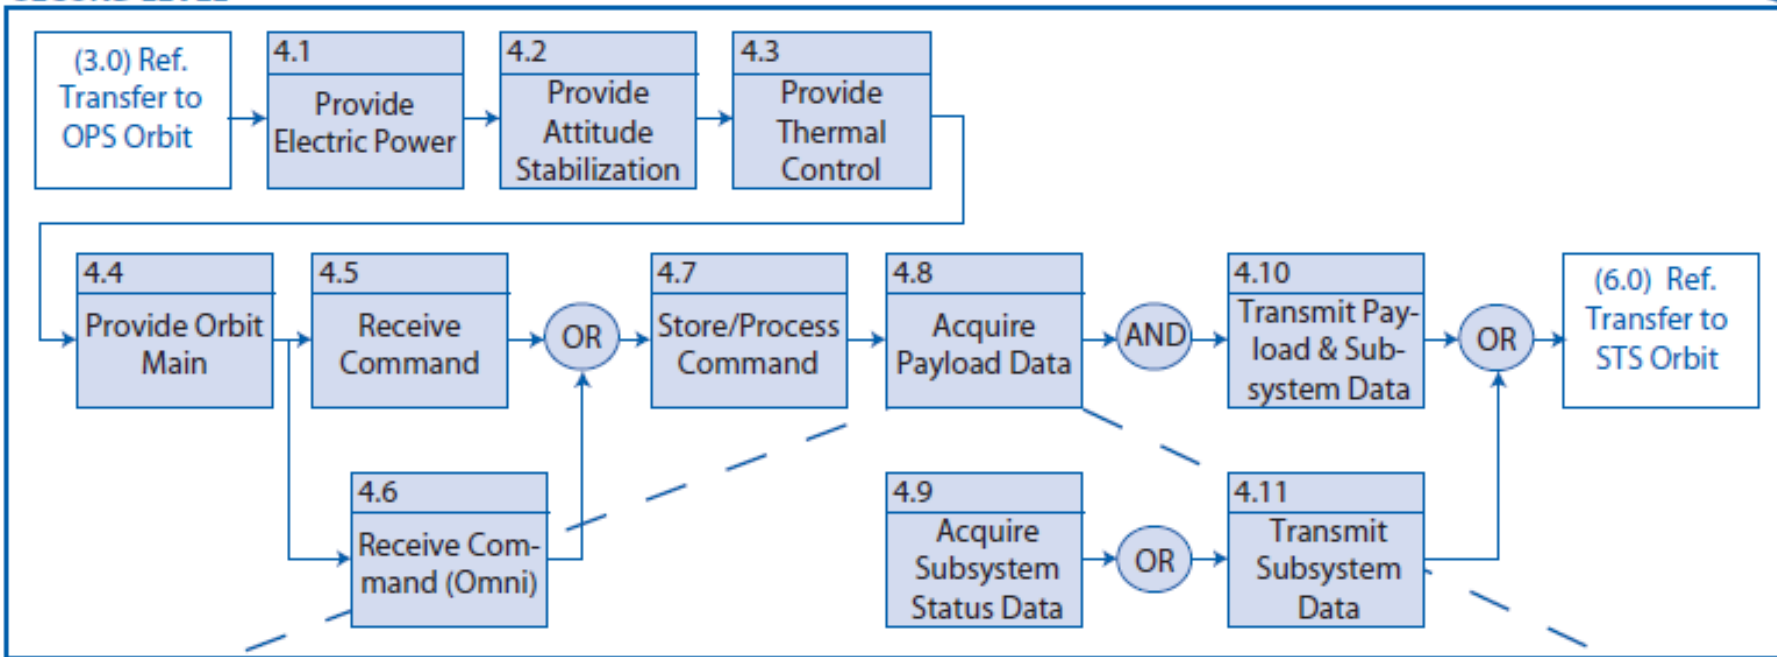 (3.0) Ref.
Transfer to
OPS Orbit
4.1
Provide
Electric Power
4.2
Provide
Attitude
Stabilization
4.3
Provide
Thermal
Control
4.4
Provide Orbit
Main
4.5
Receive
Command
OR
4.7
Store/Process
Command
4.8
Acquire
Payload Data
AND
4.10
Transmit Pay-
load & Sub-
system Data
OR
(6.0) Ref.
Transfer to
STS Orbit
4.6
Receive Com-
mand (Omni)
4.9
Acquire
Subsystem
Status Data
OR
4.11
Transmit
Subsystem
Data